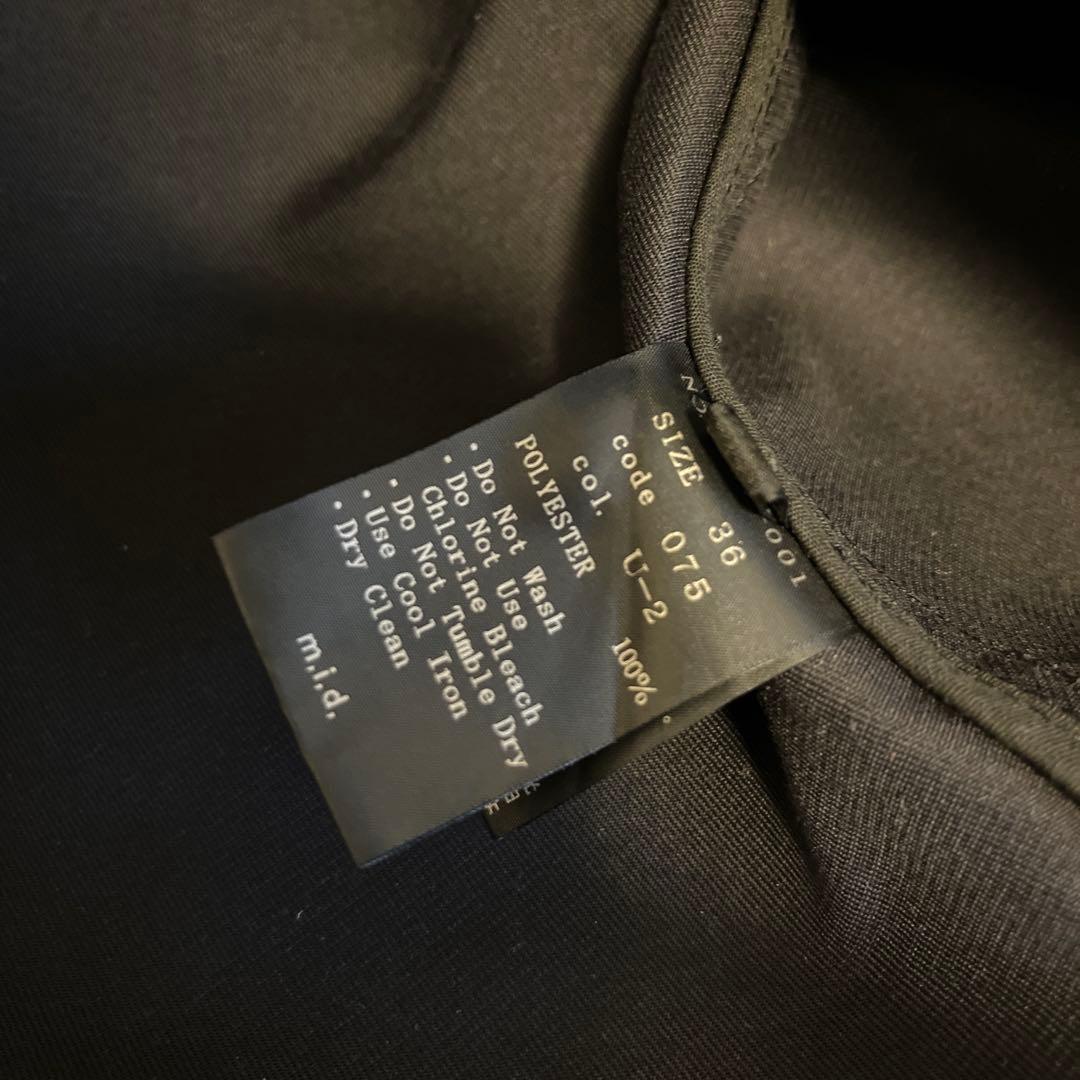 SIZE 36
code 075
col. U-2
POLYESTER 100%
・Do Not Wash
・Do Not Use
Chlorine Bleach
・Do Not Tumble Dry
・Use Cool Iron
・Dry Clean
m.i.d.